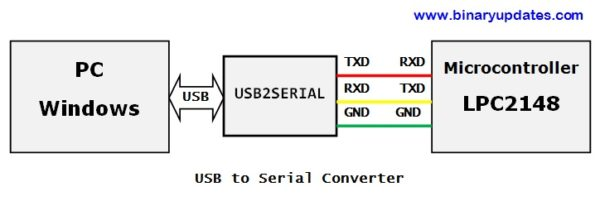 www.binaryupdates.com
PC
Windows
USB
USB2SERIAL
TXD RXD
RXD TXD
GND GND
Microcontroller
LPC2148
USB to Serial Converter